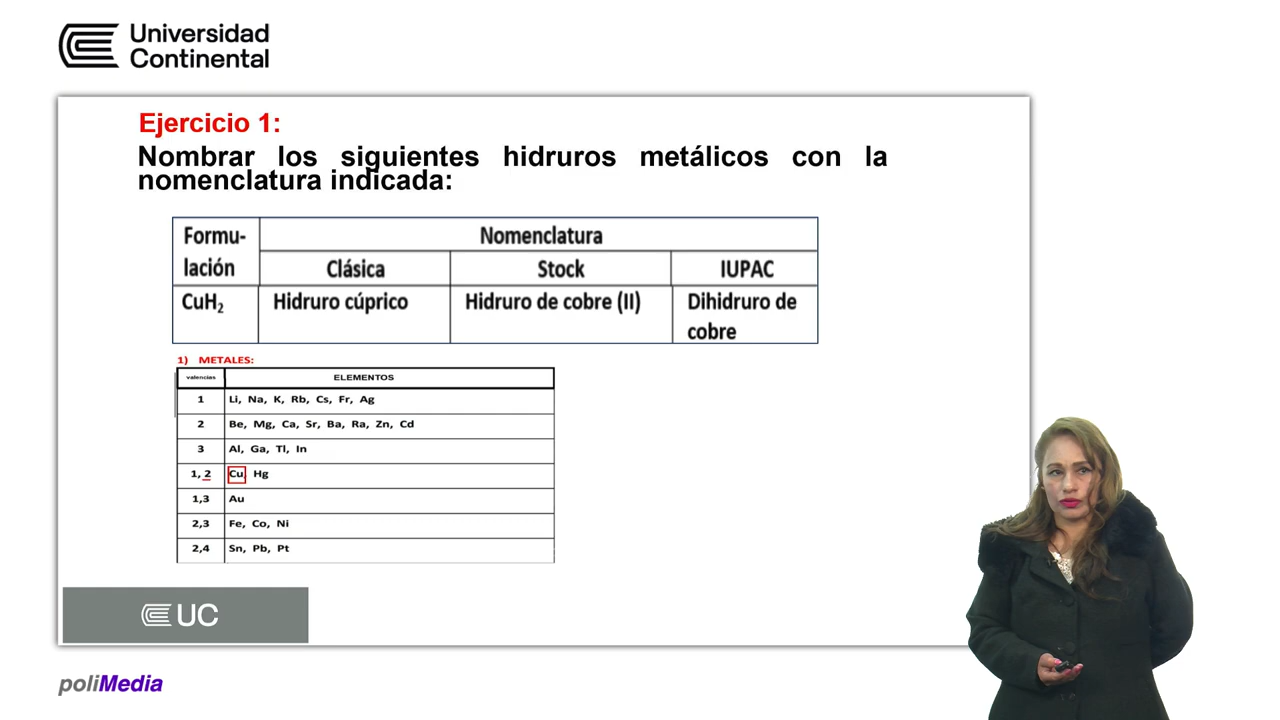 Universidad
Continental
Ejercicio 1:
Nombrar los siguientes hidruros metálicos con la
nomenclatura indicada:
Formu-
lación
Nomenclatura
Clásica Stock IUPAC
CuH₂ Hidruro cúprico Hidruro de cobre (II) Dihidruro de
cobre
1) METALES:
valencias ELEMENTOS
1 Li, Na, K, Rb, Cs, Fr, Ag
2 Be, Mg, Ca, Sr, Ba, Ra, Zn, Cd
3 Al, Ga, Tl, In
1, 2 Cu, Hg
1,3 Au
2,3 Fe, Co, Ni
2,4 Sn, Pb, Pt
UC
poliMedia